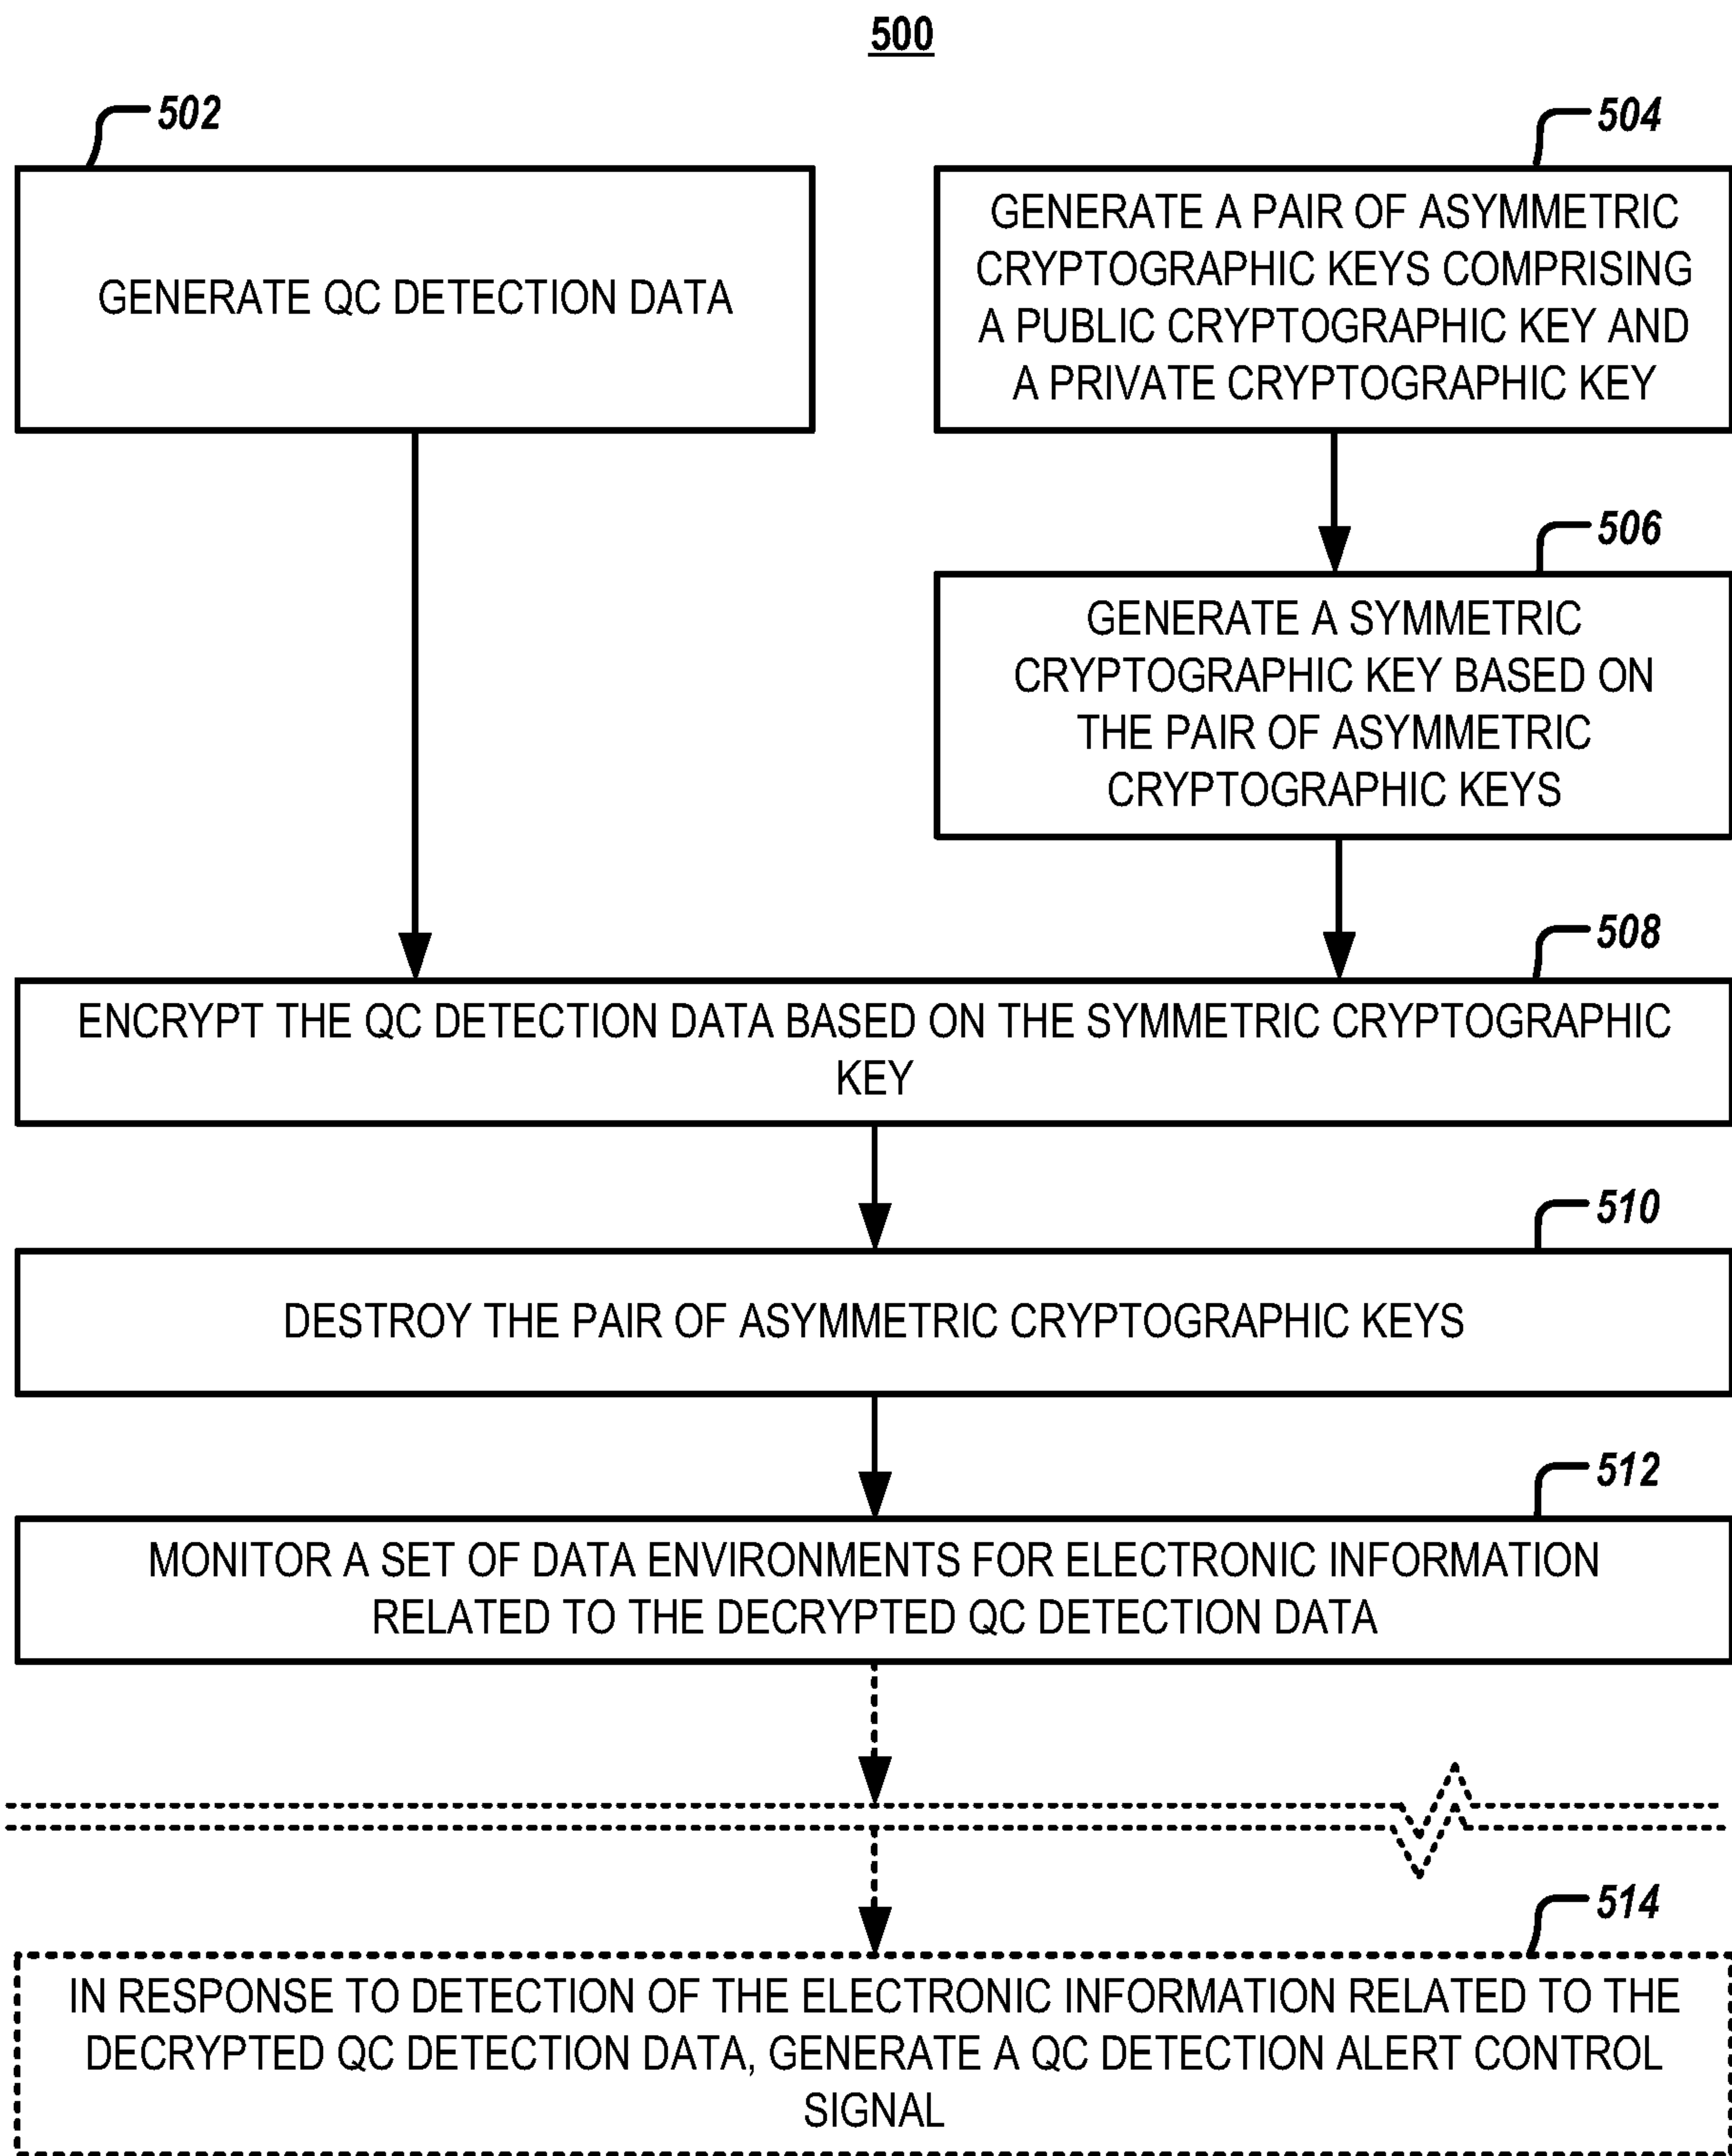 500
502
GENERATE QC DETECTION DATA
504
GENERATE A PAIR OF ASYMMETRIC
CRYPTOGRAPHIC KEYS COMPRISING
A PUBLIC CRYPTOGRAPHIC KEY AND
A PRIVATE CRYPTOGRAPHIC KEY
506
GENERATE A SYMMETRIC
CRYPTOGRAPHIC KEY BASED ON
THE PAIR OF ASYMMETRIC
CRYPTOGRAPHIC KEYS
508
ENCRYPT THE QC DETECTION DATA BASED ON THE SYMMETRIC CRYPTOGRAPHIC
KEY
510
DESTROY THE PAIR OF ASYMMETRIC CRYPTOGRAPHIC KEYS
512
MONITOR A SET OF DATA ENVIRONMENTS FOR ELECTRONIC INFORMATION
RELATED TO THE DECRYPTED QC DETECTION DATA
514
IN RESPONSE TO DETECTION OF THE ELECTRONIC INFORMATION RELATED TO THE
DECRYPTED QC DETECTION DATA, GENERATE A QC DETECTION ALERT CONTROL
SIGNAL